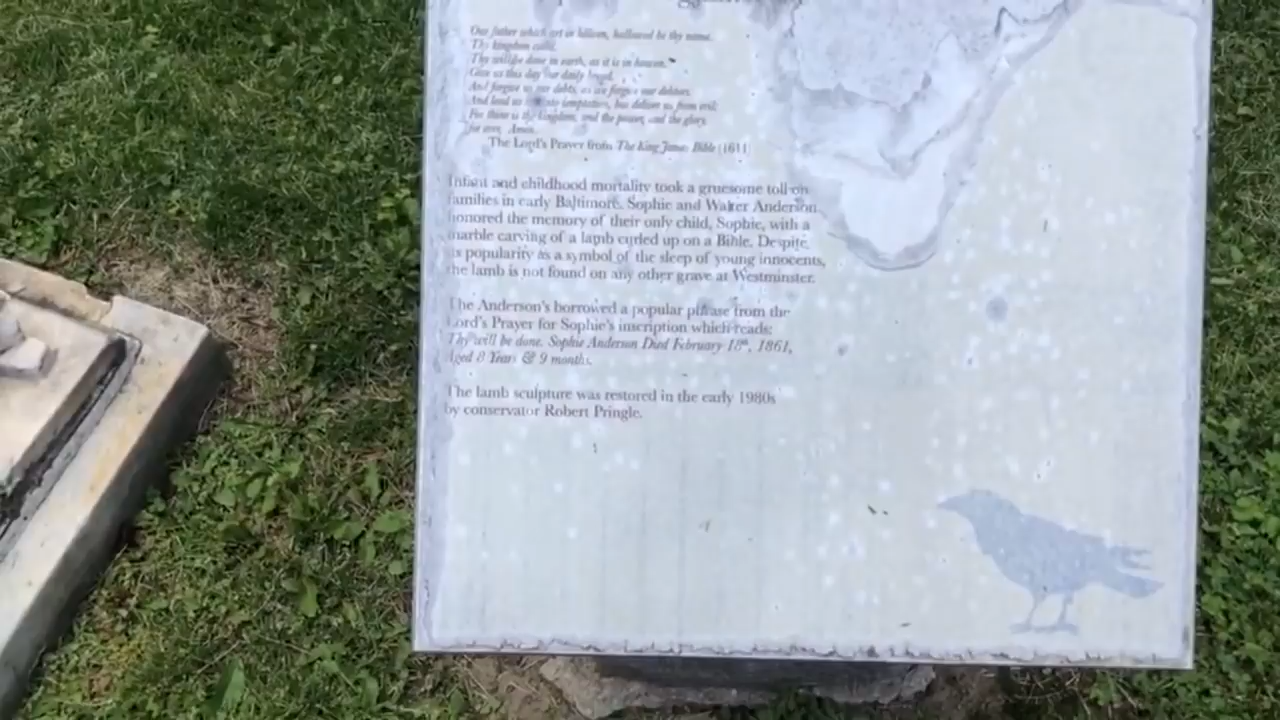 Our father which art in heaven, hallowed be thy name.
Thy kingdom come.
Thy will be done in earth, as it is in heaven.
Give us this day our daily bread.
And forgive us our debts, as we forgive our debtors.
And lead us not into temptation, but deliver us from evil:
For thine is the kingdom, and the power, and the glory,
for ever, Amen.
The Lord's Prayer from The King James Bible (1611)
Infant and childhood mortality took a gruesome toll on
families in early Baltimore. Sophie and Walter Anderson
honored the memory of their only child, Sophie, with a
marble carving of a lamb curled up on a Bible. Despite
its popularity as a symbol of the sleep of young innocents,
the lamb is not found on any other grave at Westminster.
The Anderson's borrowed a popular phrase from the
Lord's Prayer for Sophie's inscription which reads:
Thy will be done. Sophie Anderson Died February 18th, 1861,
Aged 8 Years & 9 months.
The lamb sculpture was restored in the early 1980s
by conservator Robert Pringle.